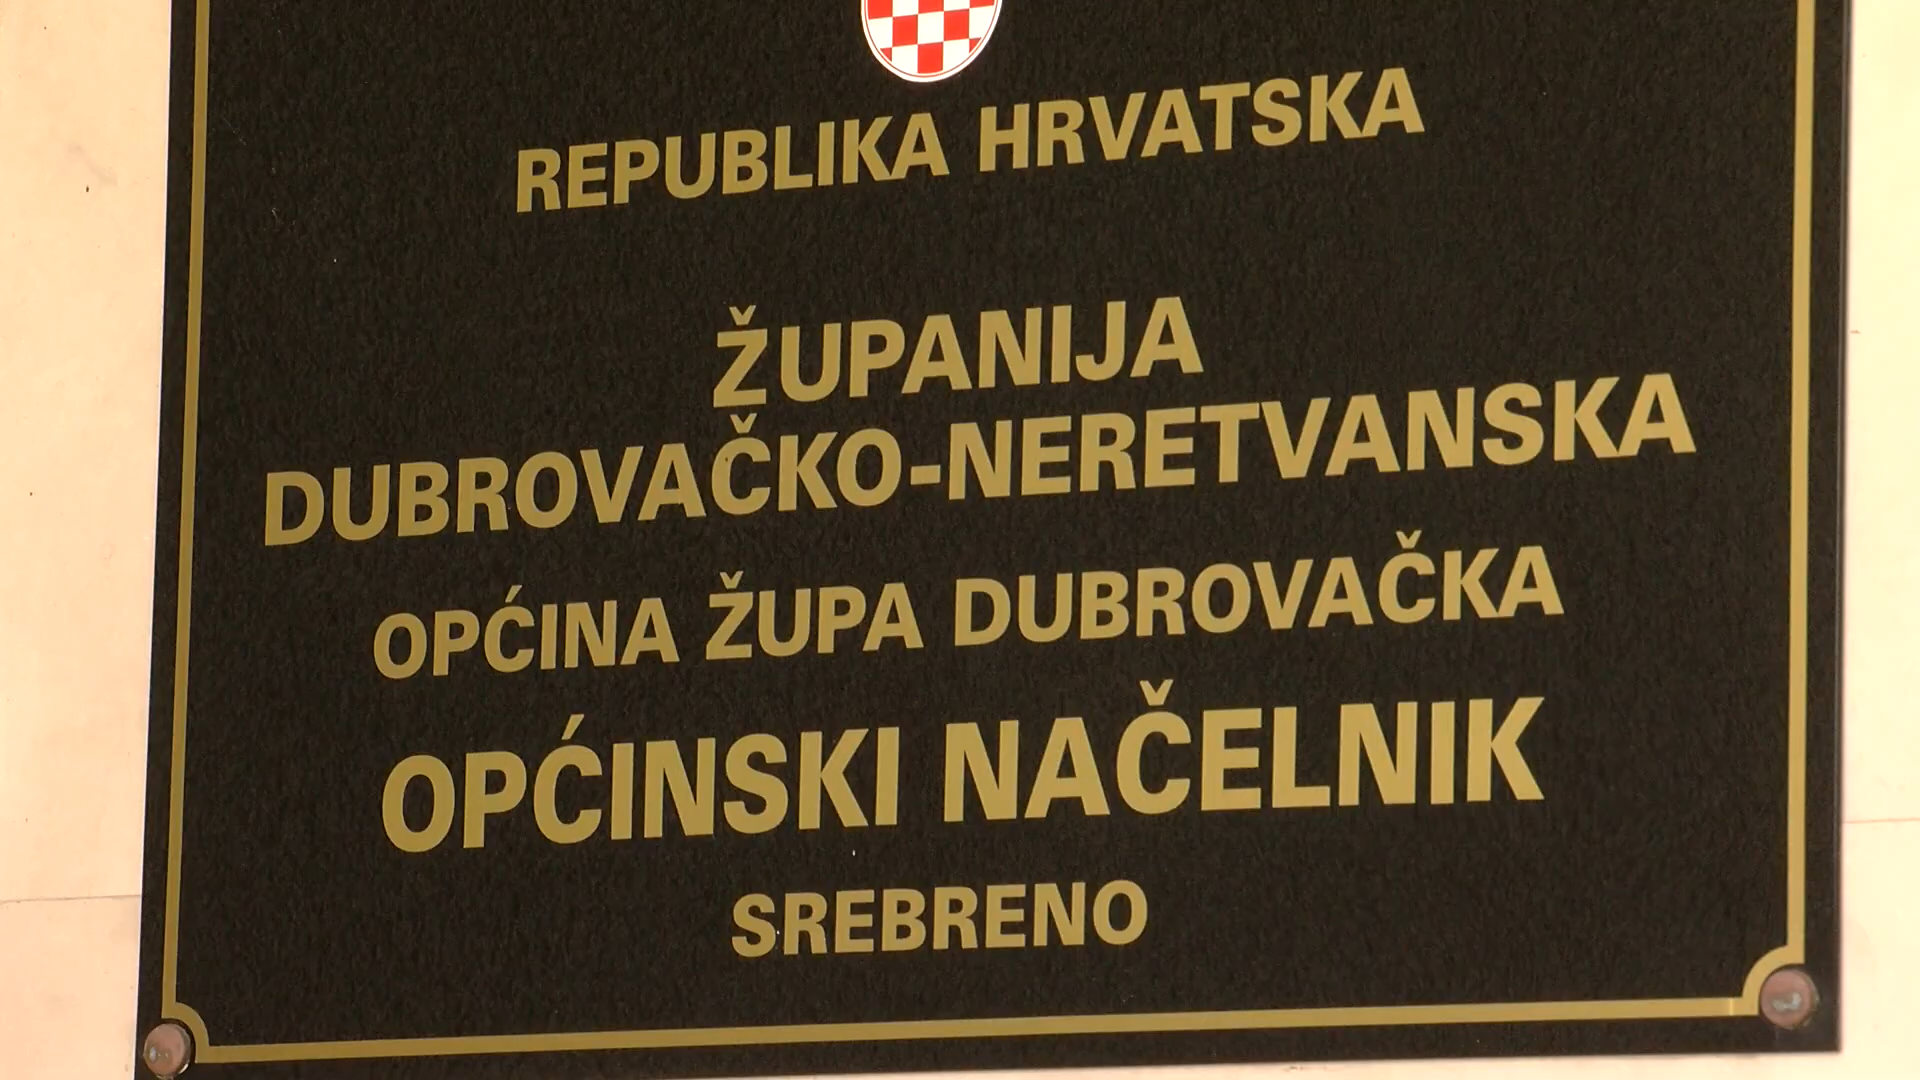 REPUBLIKA HRVATSKA
ŽUPANIJA
DUBROVAČKO-NERETVANSKA
OPĆINA ŽUPA DUBROVAČKA
OPĆINSKI NAČELNIK
SREBRENO